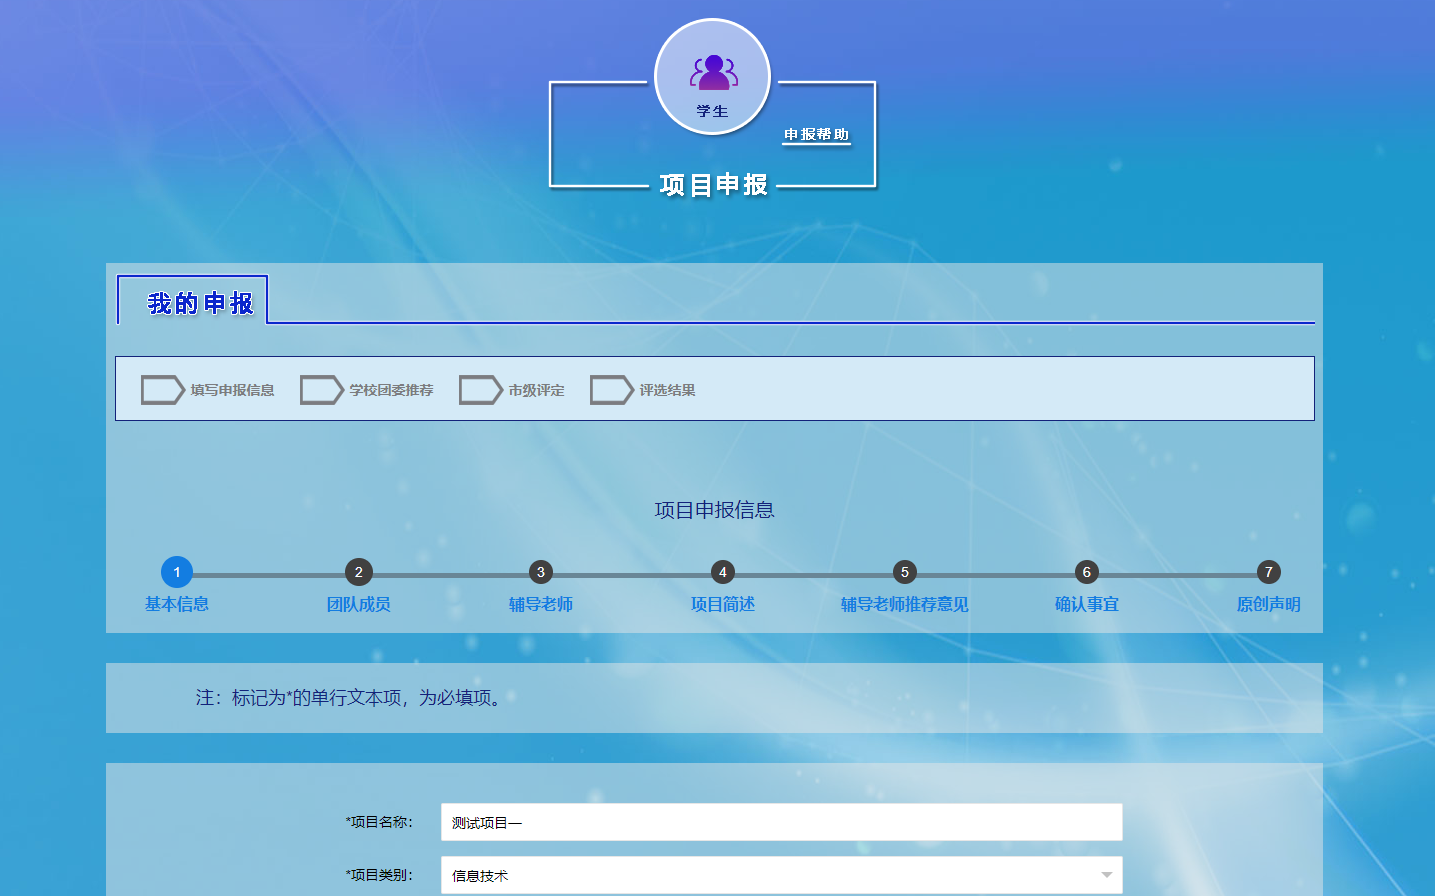 学生
申报帮助
项目申报
我的申报
填写申报信息 学校团委推荐 市级评定 评选结果
项目申报信息
1 2 3 4 5 6 7
基本信息 团队成员 辅导老师 项目简述 辅导老师推荐意见 确认事宜 原创声明
注：标记为*的单行文本项，为必填项。
*项目名称： 测试项目一
*项目类别： 信息技术